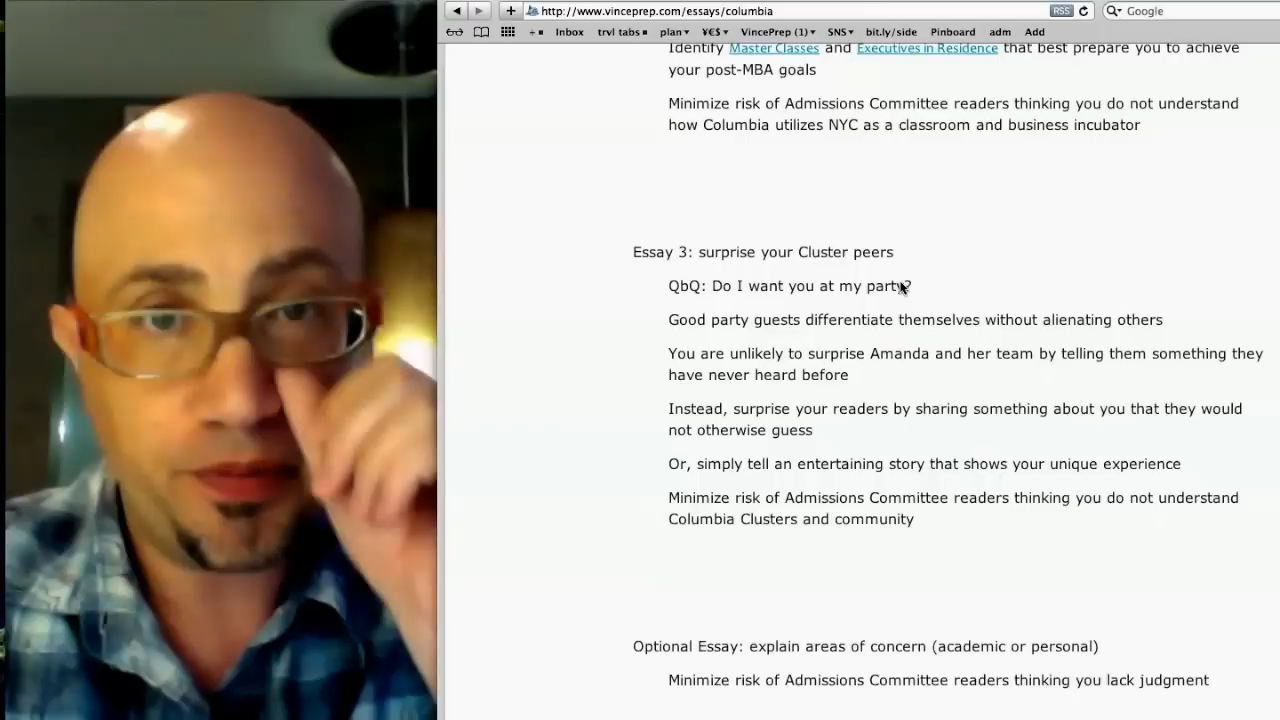 http://www.vinceprep.com/essays/columbia
RSS
Google
Inbox
trvl tabs
plan
¥€$
VincePrep (1)
SNS
bit.ly/side
Pinboard
adm
Add
Identify Master Classes and Executives in Residence that best prepare you to achieve
your post-MBA goals
Minimize risk of Admissions Committee readers thinking you do not understand
how Columbia utilizes NYC as a classroom and business incubator
Essay 3: surprise your Cluster peers
QbQ: Do I want you at my party?
Good party guests differentiate themselves without alienating others
You are unlikely to surprise Amanda and her team by telling them something they
have never heard before
Instead, surprise your readers by sharing something about you that they would
not otherwise guess
Or, simply tell an entertaining story that shows your unique experience
Minimize risk of Admissions Committee readers thinking you do not understand
Columbia Clusters and community
Optional Essay: explain areas of concern (academic or personal)
Minimize risk of Admissions Committee readers thinking you lack judgment